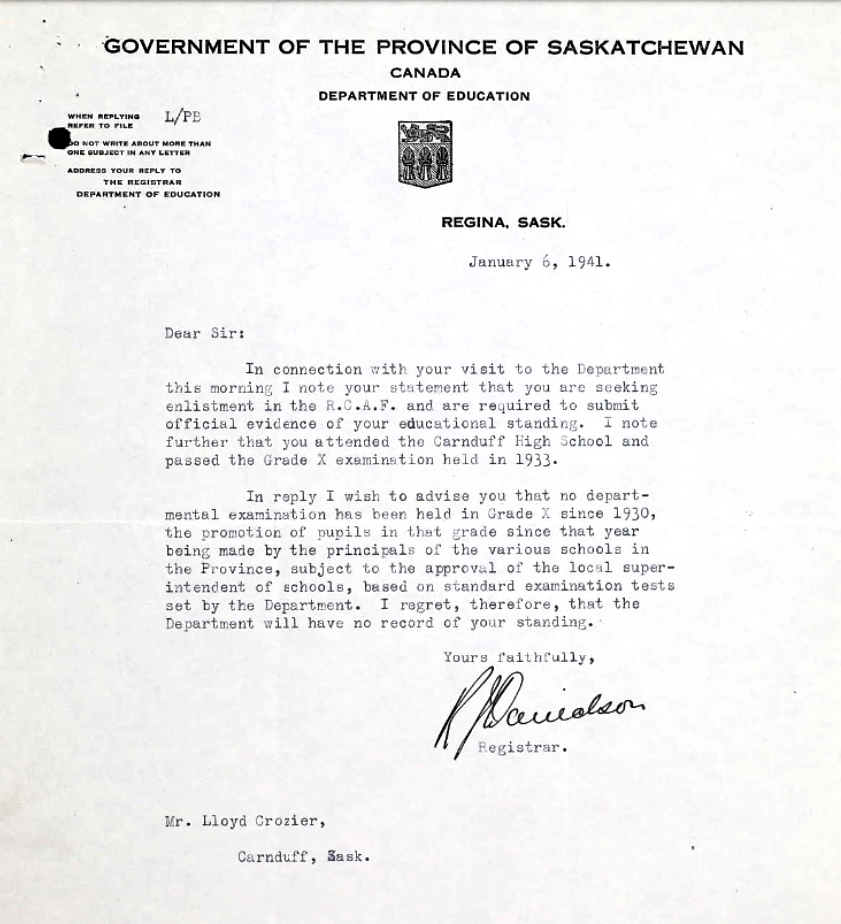 GOVERNMENT OF THE PROVINCE OF SASKATCHEWAN
CANADA
DEPARTMENT OF EDUCATION
WHEN REPLYING
REFER TO FILE
L/PB
DO NOT WRITE ABOUT MORE THAN
ONE SUBJECT IN ANY LETTER
ADDRESS YOUR REPLY TO
THE REGISTRAR
DEPARTMENT OF EDUCATION
REGINA, SASK.
January 6, 1941.
Dear Sir:
In connection with your visit to the Department
this morning I note your statement that you are seeking
enlistment in the R.C.A.F. and are required to submit
official evidence of your educational standing. I note
further that you attended the Carnduff High School and
passed the Grade X examination held in 1933.
In reply I wish to advise you that no depart-
mental examination has been held in Grade X since 1930,
the promotion of pupils in that grade since that year
being made by the principals of the various schools in
the Province, subject to the approval of the local super-
intendent of schools, based on standard examination tests
set by the Department. I regret, therefore, that the
Department will have no record of your standing.
Yours faithfully,
R J Davidson
Registrar.
Mr. Lloyd Crozier,
Carnduff, Sask.